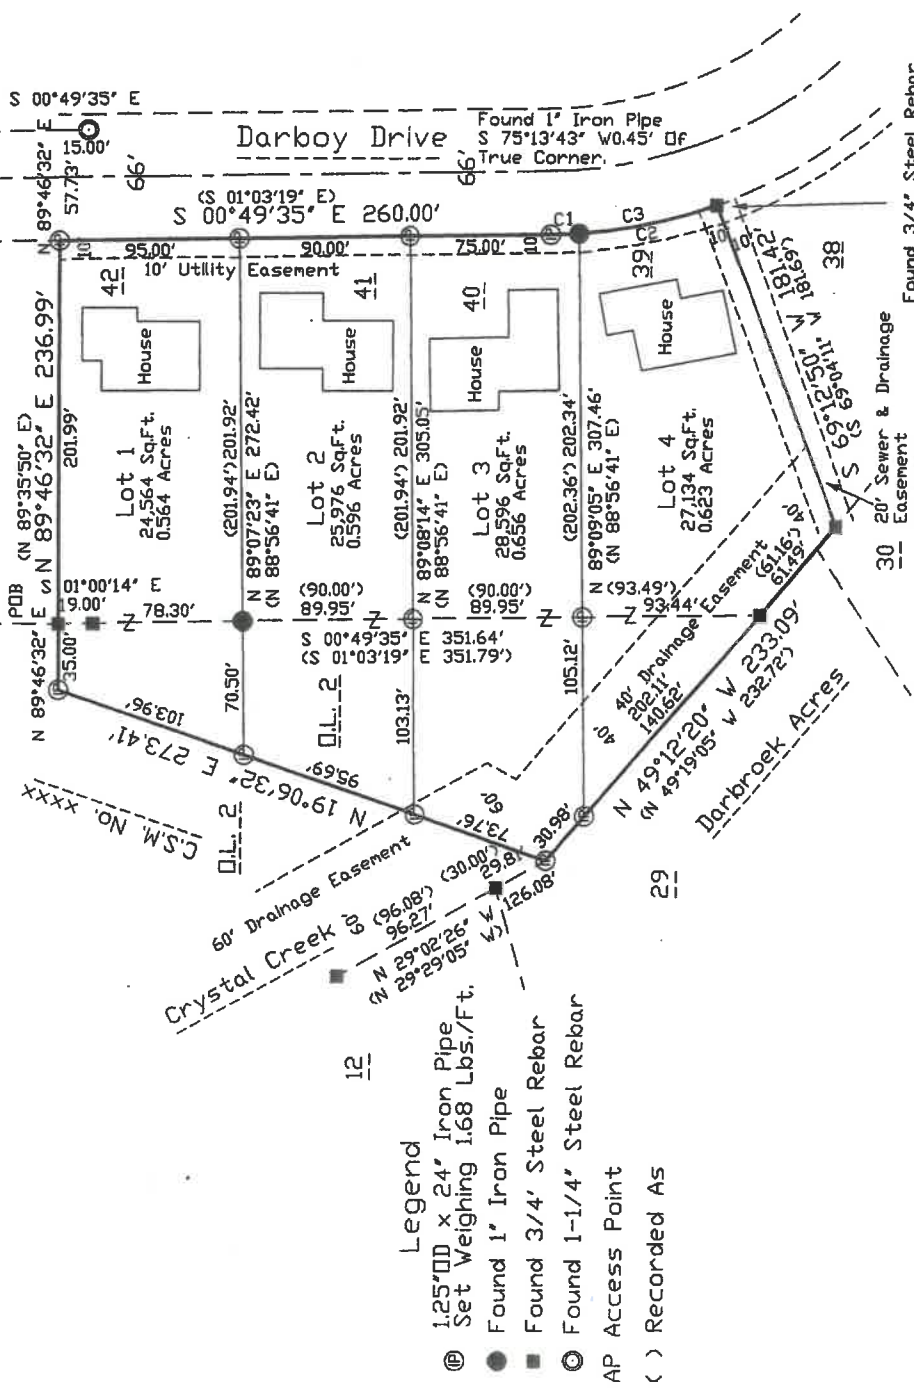 S 00°49'35" E
N 89°46'32" E
15.00'
57.73'
66'
Darboy Drive
66'
Found 1" Iron Pipe
S 75°13'43" W0.45' Of
True Corner.
(S 01°03'19" E)
S 00°49'35" E 260.00'
C1
C3
C2
10
95.00'
90.00'
75.00'
10
10
10
10' Utility Easement
42
41
40
39
38
House
House
House
House
(N 89°35'50" E)
N 89°46'32" E 236.99'
201.99'
Lot 1
24,564 Sq.Ft.
0.564 Acres
(201.94') 201.92'
N 89°07'23" E 272.42'
(N 88°56'41" E)
Lot 2
25,976 Sq.Ft.
0.596 Acres
(201.94') 201.92'
N 89°08'14" E 305.05'
(N 88°56'41" E)
Lot 3
28,596 Sq.Ft.
0.656 Acres
(202.36') 202.34'
N 89°09'05" E 307.46'
(N 88°56'41" E)
Lot 4
27,134 Sq.Ft.
0.623 Acres
181.42'
(181.69')
S 69°12'50" W
(S 69°04'11" W
Found 3/4" Steel Rebar
20' Sewer & Drainage
Easement
30
POB
S 01°00'14" E
19.00'
78.30'
Z
(90.00')
89.95'
Z
(90.00')
89.95'
Z
(93.49')
93.44'
Z
S 00°49'35" E 351.64'
(S 01°03'19" E 351.79')
N 89°46'32" E
35.00'
70.50'
103.13'
105.12'
103.96'
N 19°06'32" E 273.41'
95.69'
73.76'
O.L. 2
O.L. 2
C.S.M. No. xxxx
60' Drainage Easement
60'
60'
40' Drainage Easement
40'
40'
(61.16')
61.49'
202.11'
140.62'
N 49°12'20" W 233.09'
(N 49°19'05" W 232.72')
30.98'
Darbroek Acres
29
Crystal Creek
(96.08') (30.00')
96.27'
N 29°02'26" W 126.08'
(N 29°29'05" W)
12
Legend
IP 1.25"OD x 24" Iron Pipe
Set Weighing 1.68 Lbs./Ft.
Found 1" Iron Pipe
Found 3/4' Steel Rebar
Found 1-1/4" Steel Rebar
AP Access Point
( ) Recorded As